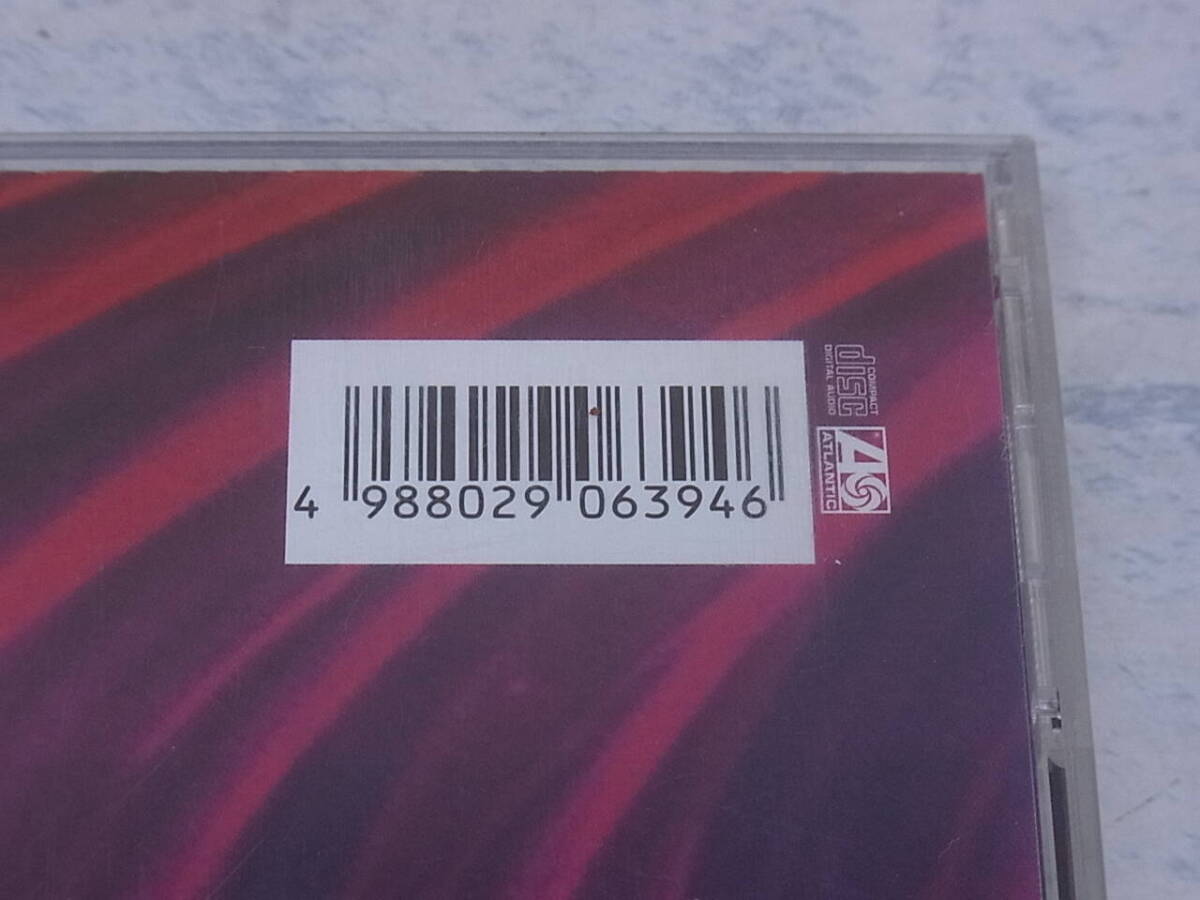 COMPACT
disc
DIGITAL AUDIO
ATLANTIC
4 988029 063946